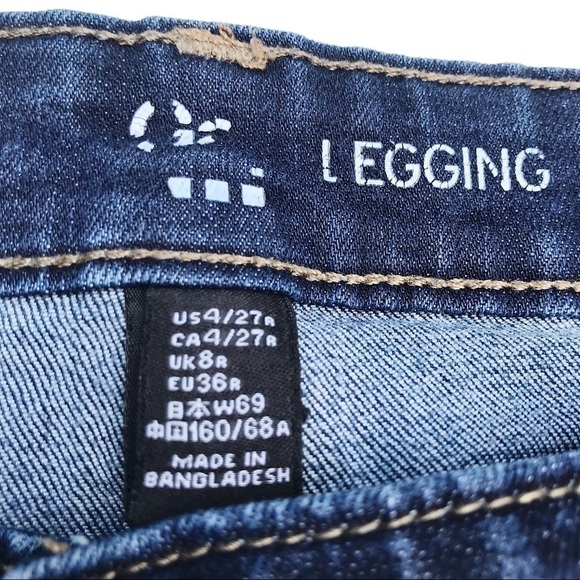 LEGGING
US4/27R
CA4/27R
UK8R
EU36R
日本W69
中国160/68A
MADE IN
BANGLADESH